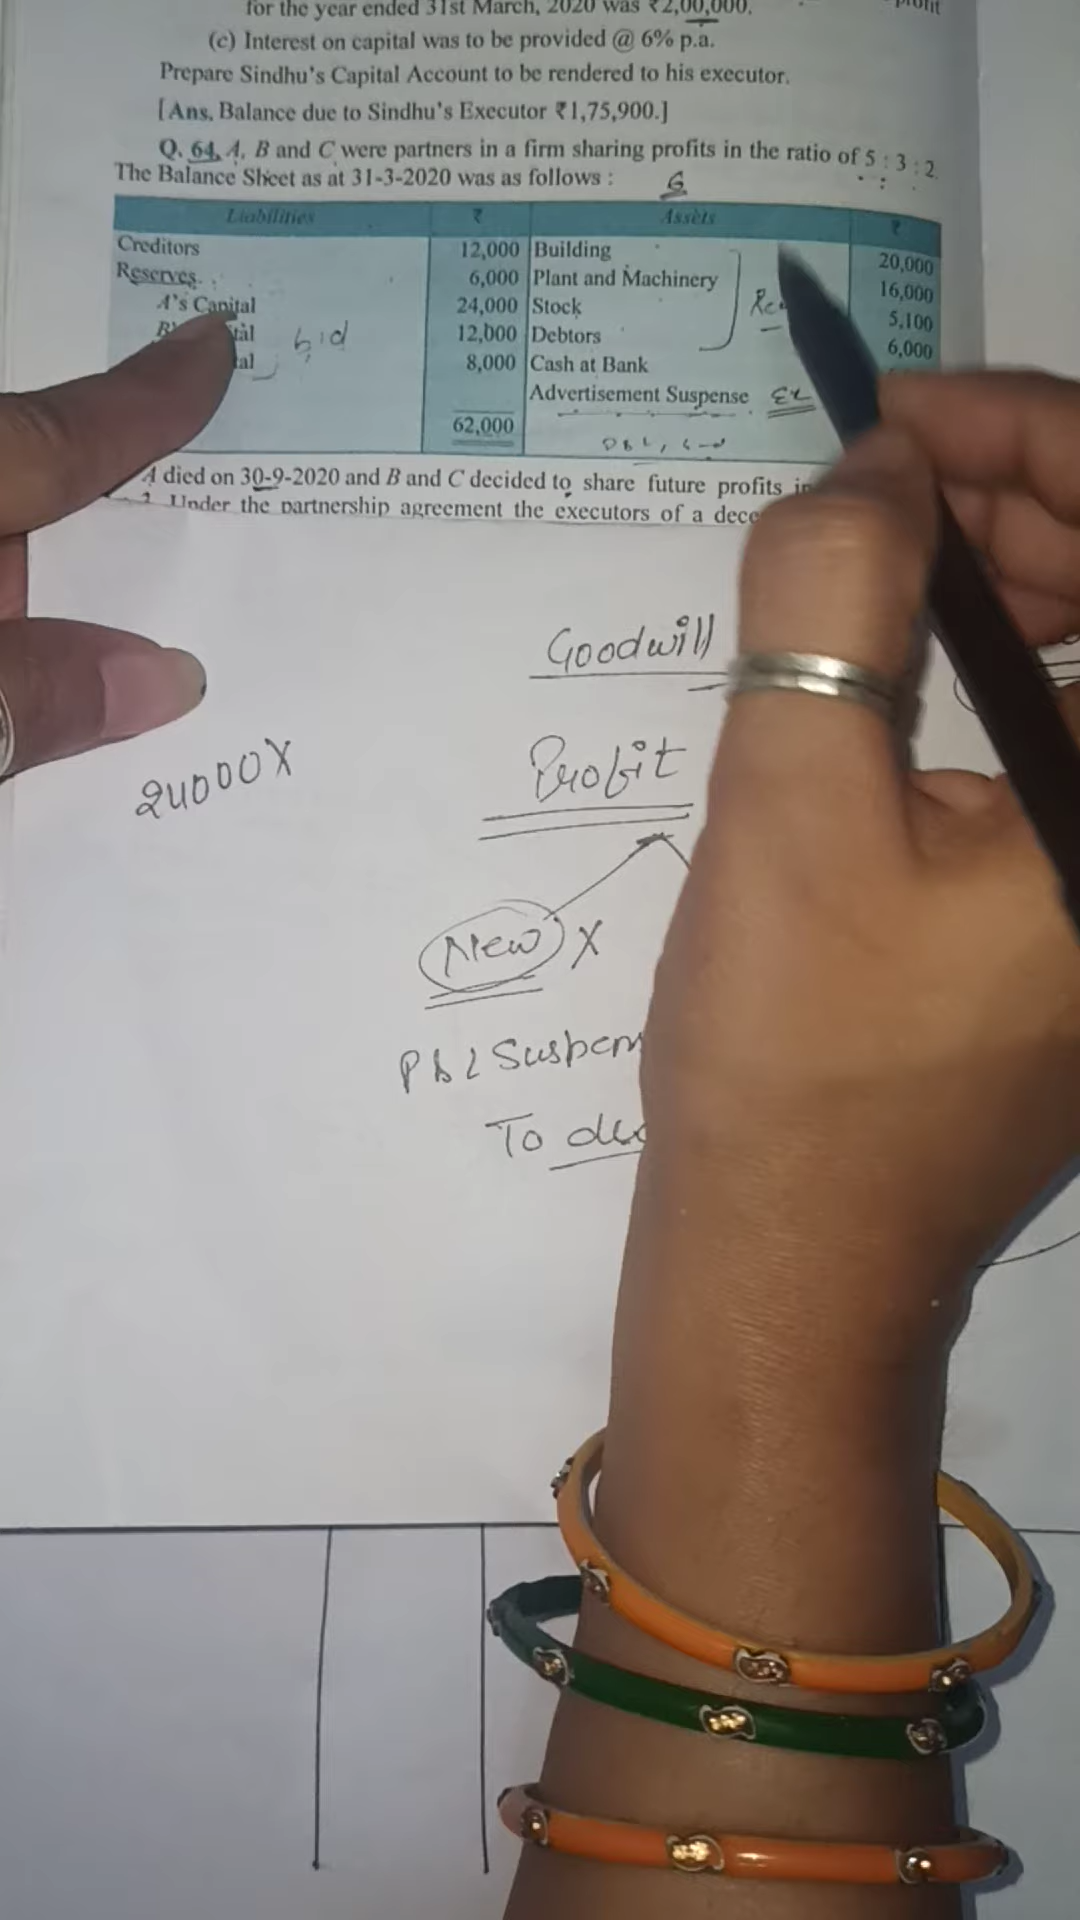 for the year ended 31st March, 2020 was ₹2,00,000.
(c) Interest on capital was to be provided @ 6% p.a.
Prepare Sindhu's Capital Account to be rendered to his executor.
[Ans. Balance due to Sindhu's Executor ₹1,75,900.]
Q. 64. A, B and C were partners in a firm sharing profits in the ratio of 5 : 3 : 2.
The Balance Sheet as at 31-3-2020 was as follows :
Liabilities ₹ Assets ₹
Creditors 12,000 Building 20,000
Reserves 6,000 Plant and Machinery 16,000
A's Capital 24,000 Stock 5,100
12,000 Debtors 6,000
8,000 Cash at Bank
Advertisement Suspense
62,000
A died on 30-9-2020 and B and C decided to share future profits in
Under the partnership agreement the executors of a
Goodwill
Profit
24000X
New X
To